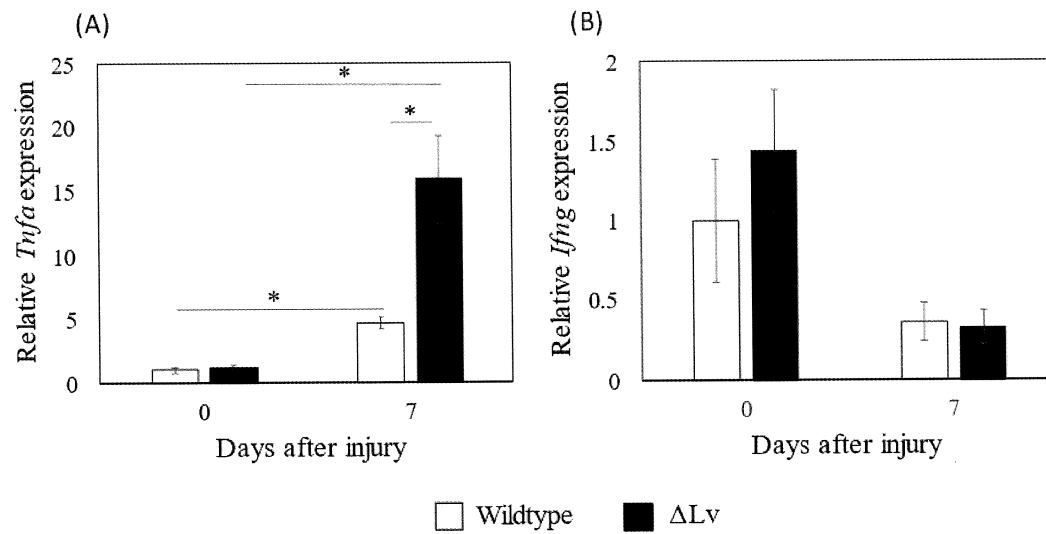 (A)
25
20
15
10
5
0
*
*
*
Relative Tnfa expression
0 7
Days after injury
(B)
2
1.5
1
0.5
0
Relative Ifng expression
0 7
Days after injury
Wildtype ΔLv